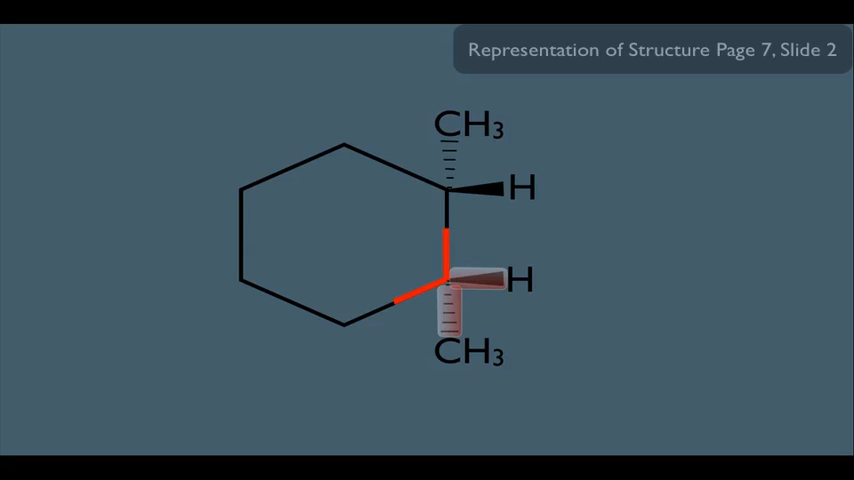 Representation of Structure Page 7, Slide 2
CH₃
H
H
CH₃